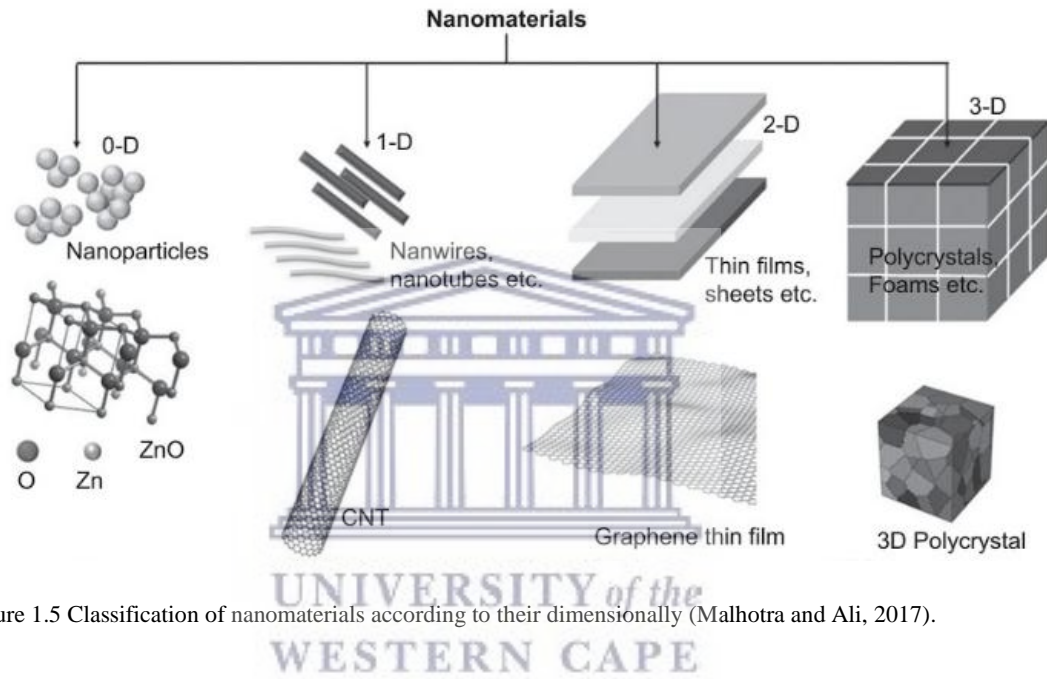 Nanomaterials
0-D
1-D
2-D
3-D
Nanoparticles
Nanwires,
nanotubes etc.
Thin films,
sheets etc.
Polycrystals,
Foams etc.
O
Zn
ZnO
CNT
Graphene thin film
3D Polycrystal
ure 1.5 Classification of nanomaterials according to their dimensionally (Malhotra and Ali, 2017).
UNIVERSITY of the
WESTERN CAPE